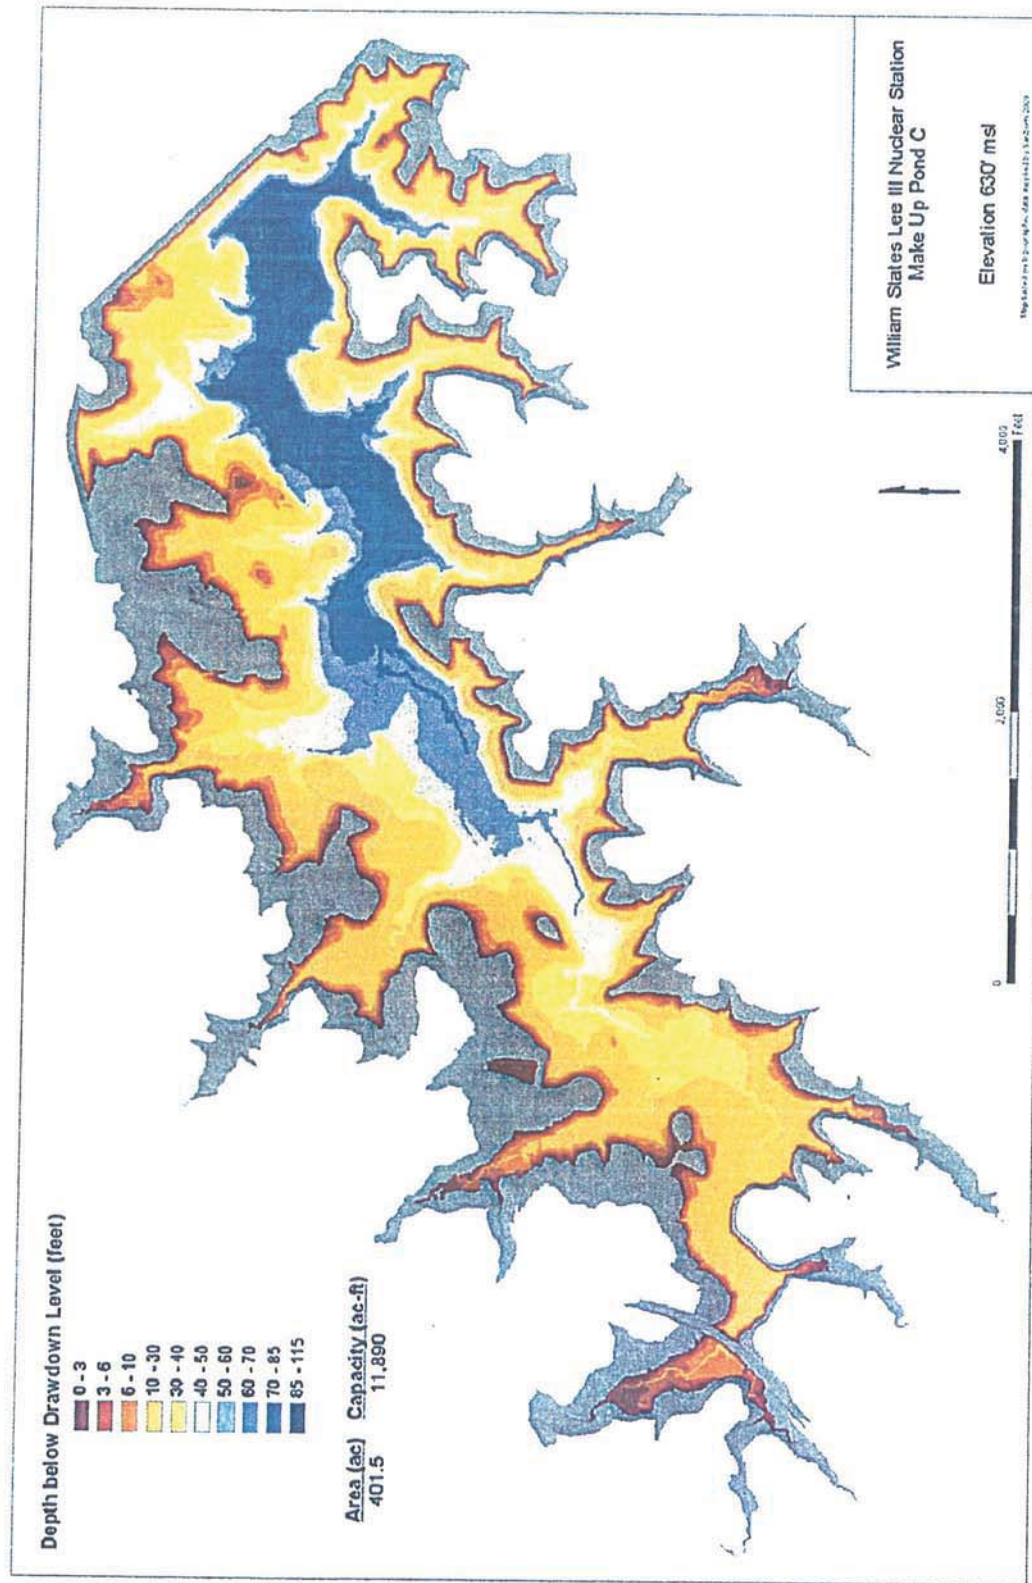 Depth below Drawdown Level (feet)
0 - 3
3 - 6
6 - 10
10 - 30
30 - 40
40 - 50
50 - 60
60 - 70
70 - 85
85 - 115
Area (ac) Capacity (ac-ft)
401.5 11,890
0 2,000 4,000
Feet
William States Lee III Nuclear Station
Make Up Pond C
Elevation 630' msl